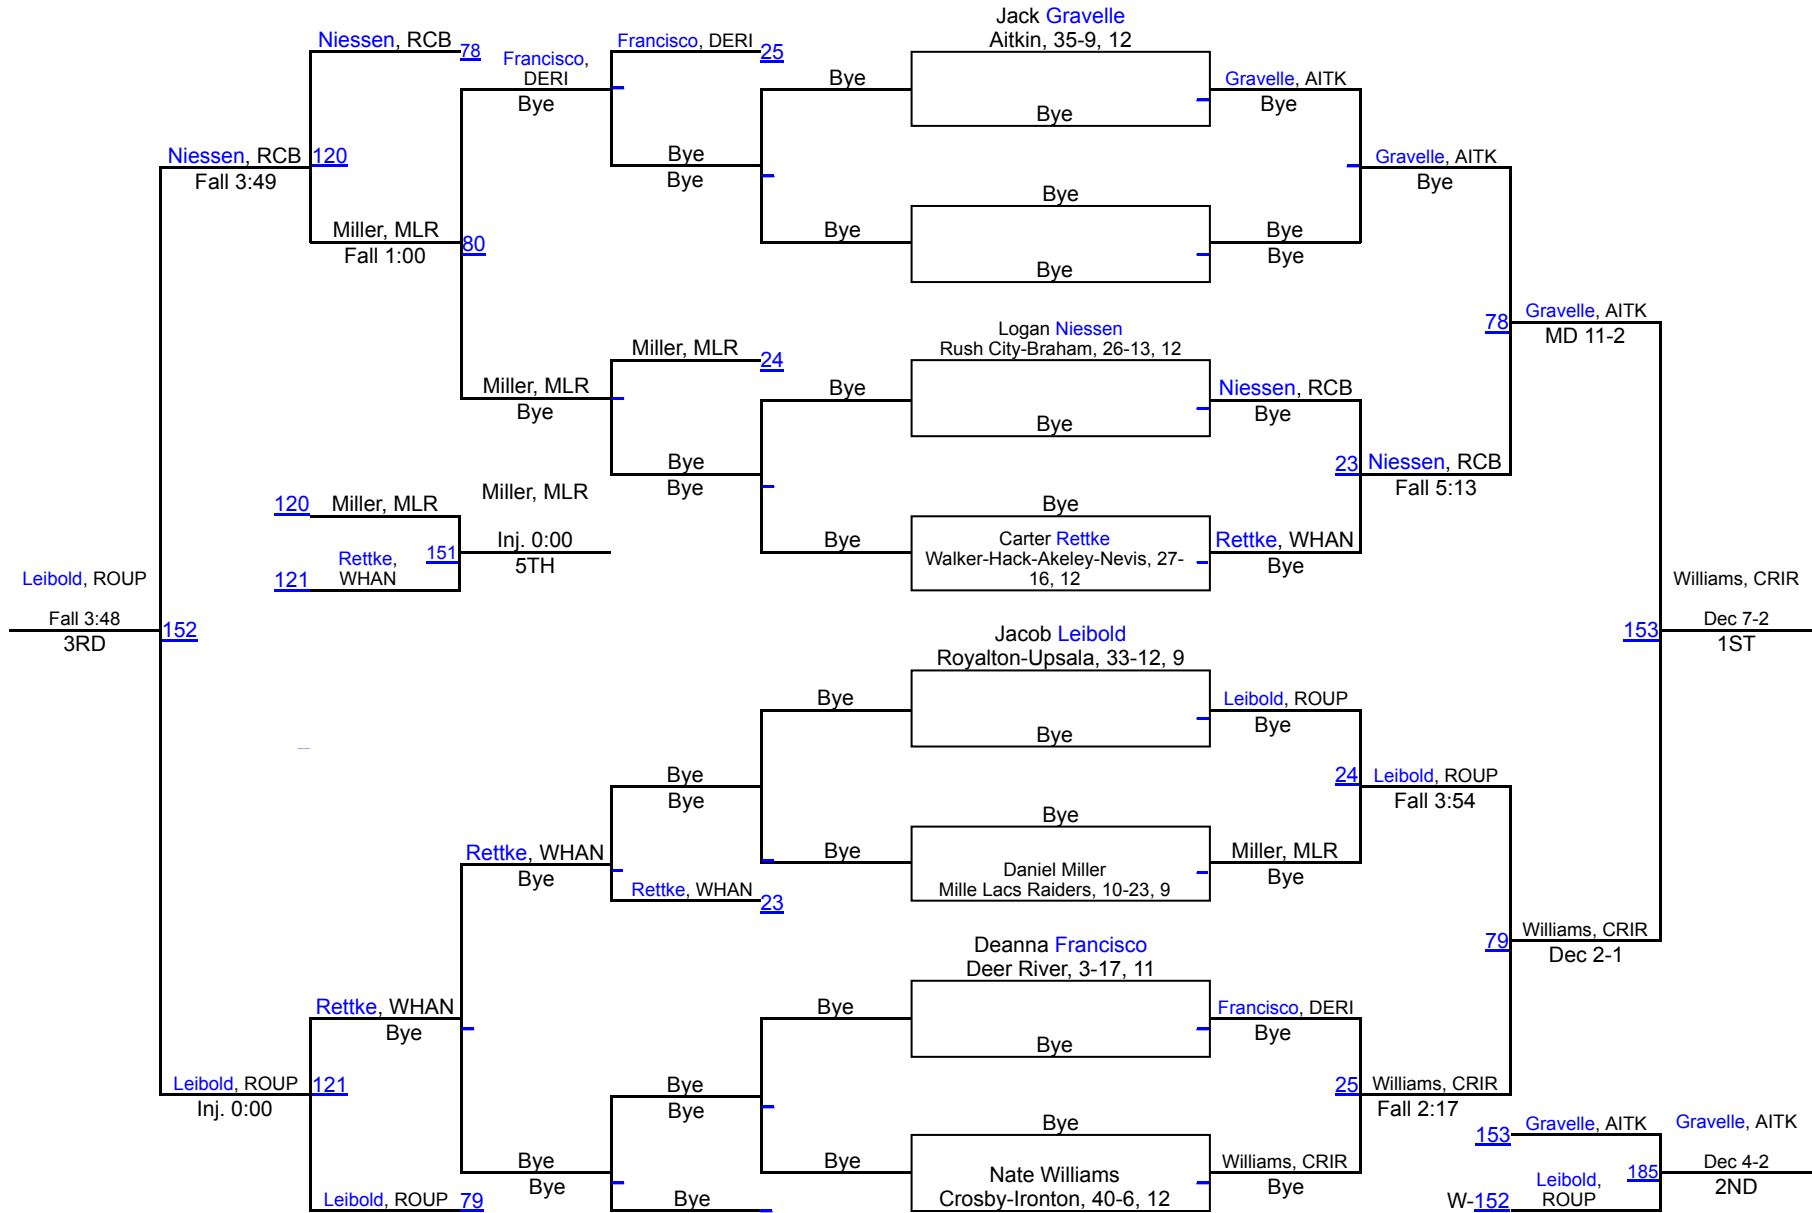 Jack Gravelle
Aitkin, 35-9, 12
Niessen, RCB
78
Francisco,
DERI
Bye
Francisco, DERI
25
Bye
Bye
Gravelle, AITK
Bye
Niessen, RCB
120
Fall 3:49
Bye
Bye
Gravelle, AITK
Bye
Bye
Miller, MLR
80
Fall 1:00
Bye
Bye
Bye
Bye
Logan Niessen
Rush City-Braham, 26-13, 12
78
Gravelle, AITK
MD 11-2
Miller, MLR
24
Miller, MLR
Bye
Bye
Bye
Niessen, RCB
Bye
Bye
Bye
23
Niessen, RCB
Fall 5:13
120
Miller, MLR
Miller, MLR
Bye
Inj. 0:00
5TH
151
Rettke,
WHAN
121
Bye
Carter Rettke
Walker-Hack-Akeley-Nevis, 27-
16, 12
Rettke, WHAN
Bye
Leibold, ROUP
Fall 3:48
3RD
152
Williams, CRIR
153
Dec 7-2
1ST
Jacob Leibold
Royalton-Upsala, 33-12, 9
Bye
Bye
Leibold, ROUP
Bye
Bye
Bye
24
Leibold, ROUP
Fall 3:54
Bye
Rettke, WHAN
Bye
Bye
Daniel Miller
Mille Lacs Raiders, 10-23, 9
Miller, MLR
Bye
Rettke, WHAN
23
Deanna Francisco
Deer River, 3-17, 11
79
Williams, CRIR
Dec 2-1
Rettke, WHAN
Bye
Bye
Bye
Francisco, DERI
Bye
Leibold, ROUP
121
Inj. 0:00
Bye
Bye
25
Williams, CRIR
Fall 2:17
Bye
Bye
Bye
Bye
Nate Williams
Crosby-Ironton, 40-6, 12
Williams, CRIR
Bye
Leibold, ROUP
79
Bye
153
Gravelle, AITK
Gravelle, AITK
Leibold,
ROUP
185
Dec 4-2
2ND
W-152